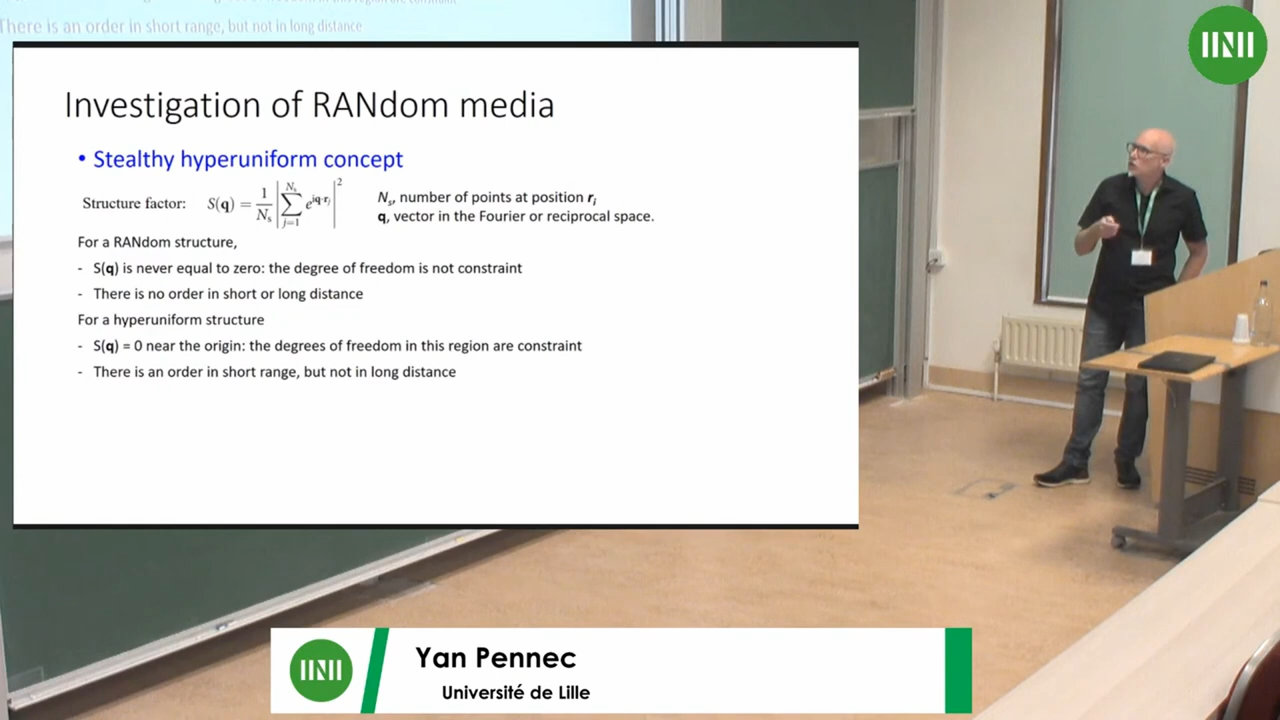 There is an order in short range, but not in long distance
Investigation of RANdom media
• Stealthy hyperuniform concept
Structure factor: S(q) = 1/Nₛ |∑ⱼ₌₁^Nₛ e^{iq·rⱼ}|²
Nₛ, number of points at position rᵢ
q, vector in the Fourier or reciprocal space.
For a RANdom structure,
- S(q) is never equal to zero: the degree of freedom is not constraint
- There is no order in short or long distance
For a hyperuniform structure
- S(q) = 0 near the origin: the degrees of freedom in this region are constraint
- There is an order in short range, but not in long distance
Yan Pennec
Université de Lille